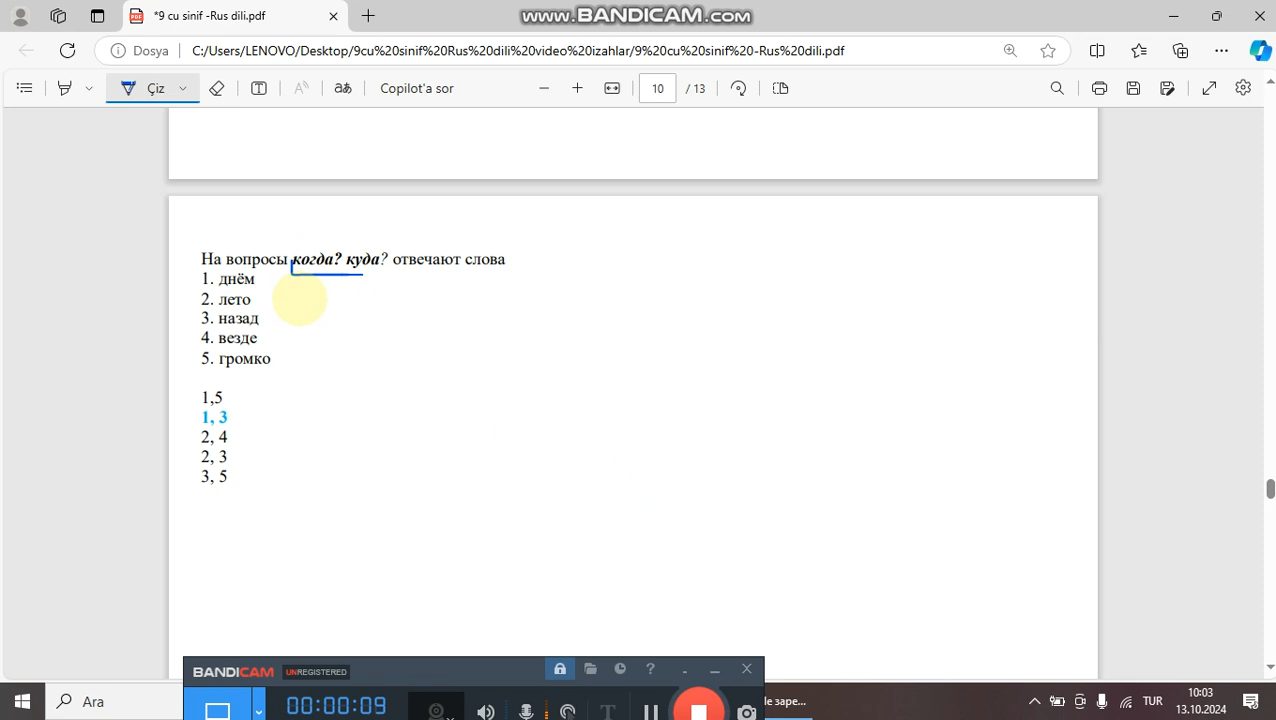 www.BANDICAM.com
*9 cu sinif -Rus dili.pdf
Dosya
C:/Users/LENOVO/Desktop/9cu%20sinif%20Rus%20dili%20video%20izahlar/9%20cu%20sinif%20-Rus%20dili.pdf
Çiz
aあ
Copilot'a sor
10 / 13
На вопросы когда? куда? отвечают слова
1. днём
2. лето
3. назад
4. везде
5. громко
1,5
1, 3
2, 4
2, 3
3, 5
BANDICAM UNREGISTERED
00:00:09
Ara
TUR
10:03
13.10.2024